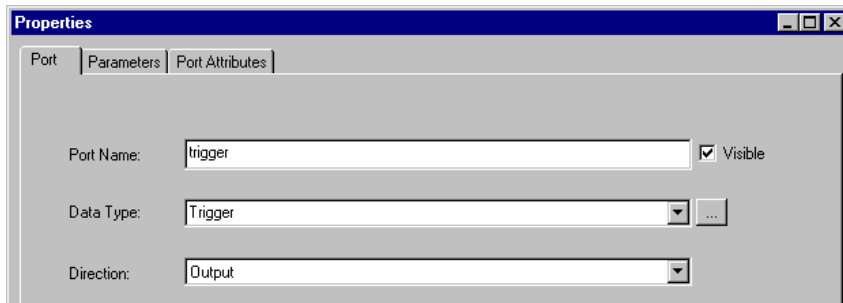 Properties
Port Parameters Port Attributes
Port Name: trigger Visible
Data Type: Trigger ...
Direction: Output